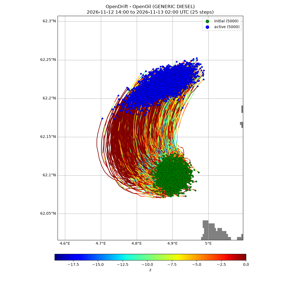 OpenDrift - OpenOil (GENERIC DIESEL)
2026-11-12 14:00 to 2026-11-13 02:00 UTC (25 steps)
initial (5000)
active (5000)
62.3°N
62.25°N
62.2°N
62.15°N
62.1°N
62.05°N
4.6°E
4.7°E
4.8°E
4.9°E
5°E
−17.5
−15.0
−12.5
−10.0
−7.5
−5.0
−2.5
0.0
z